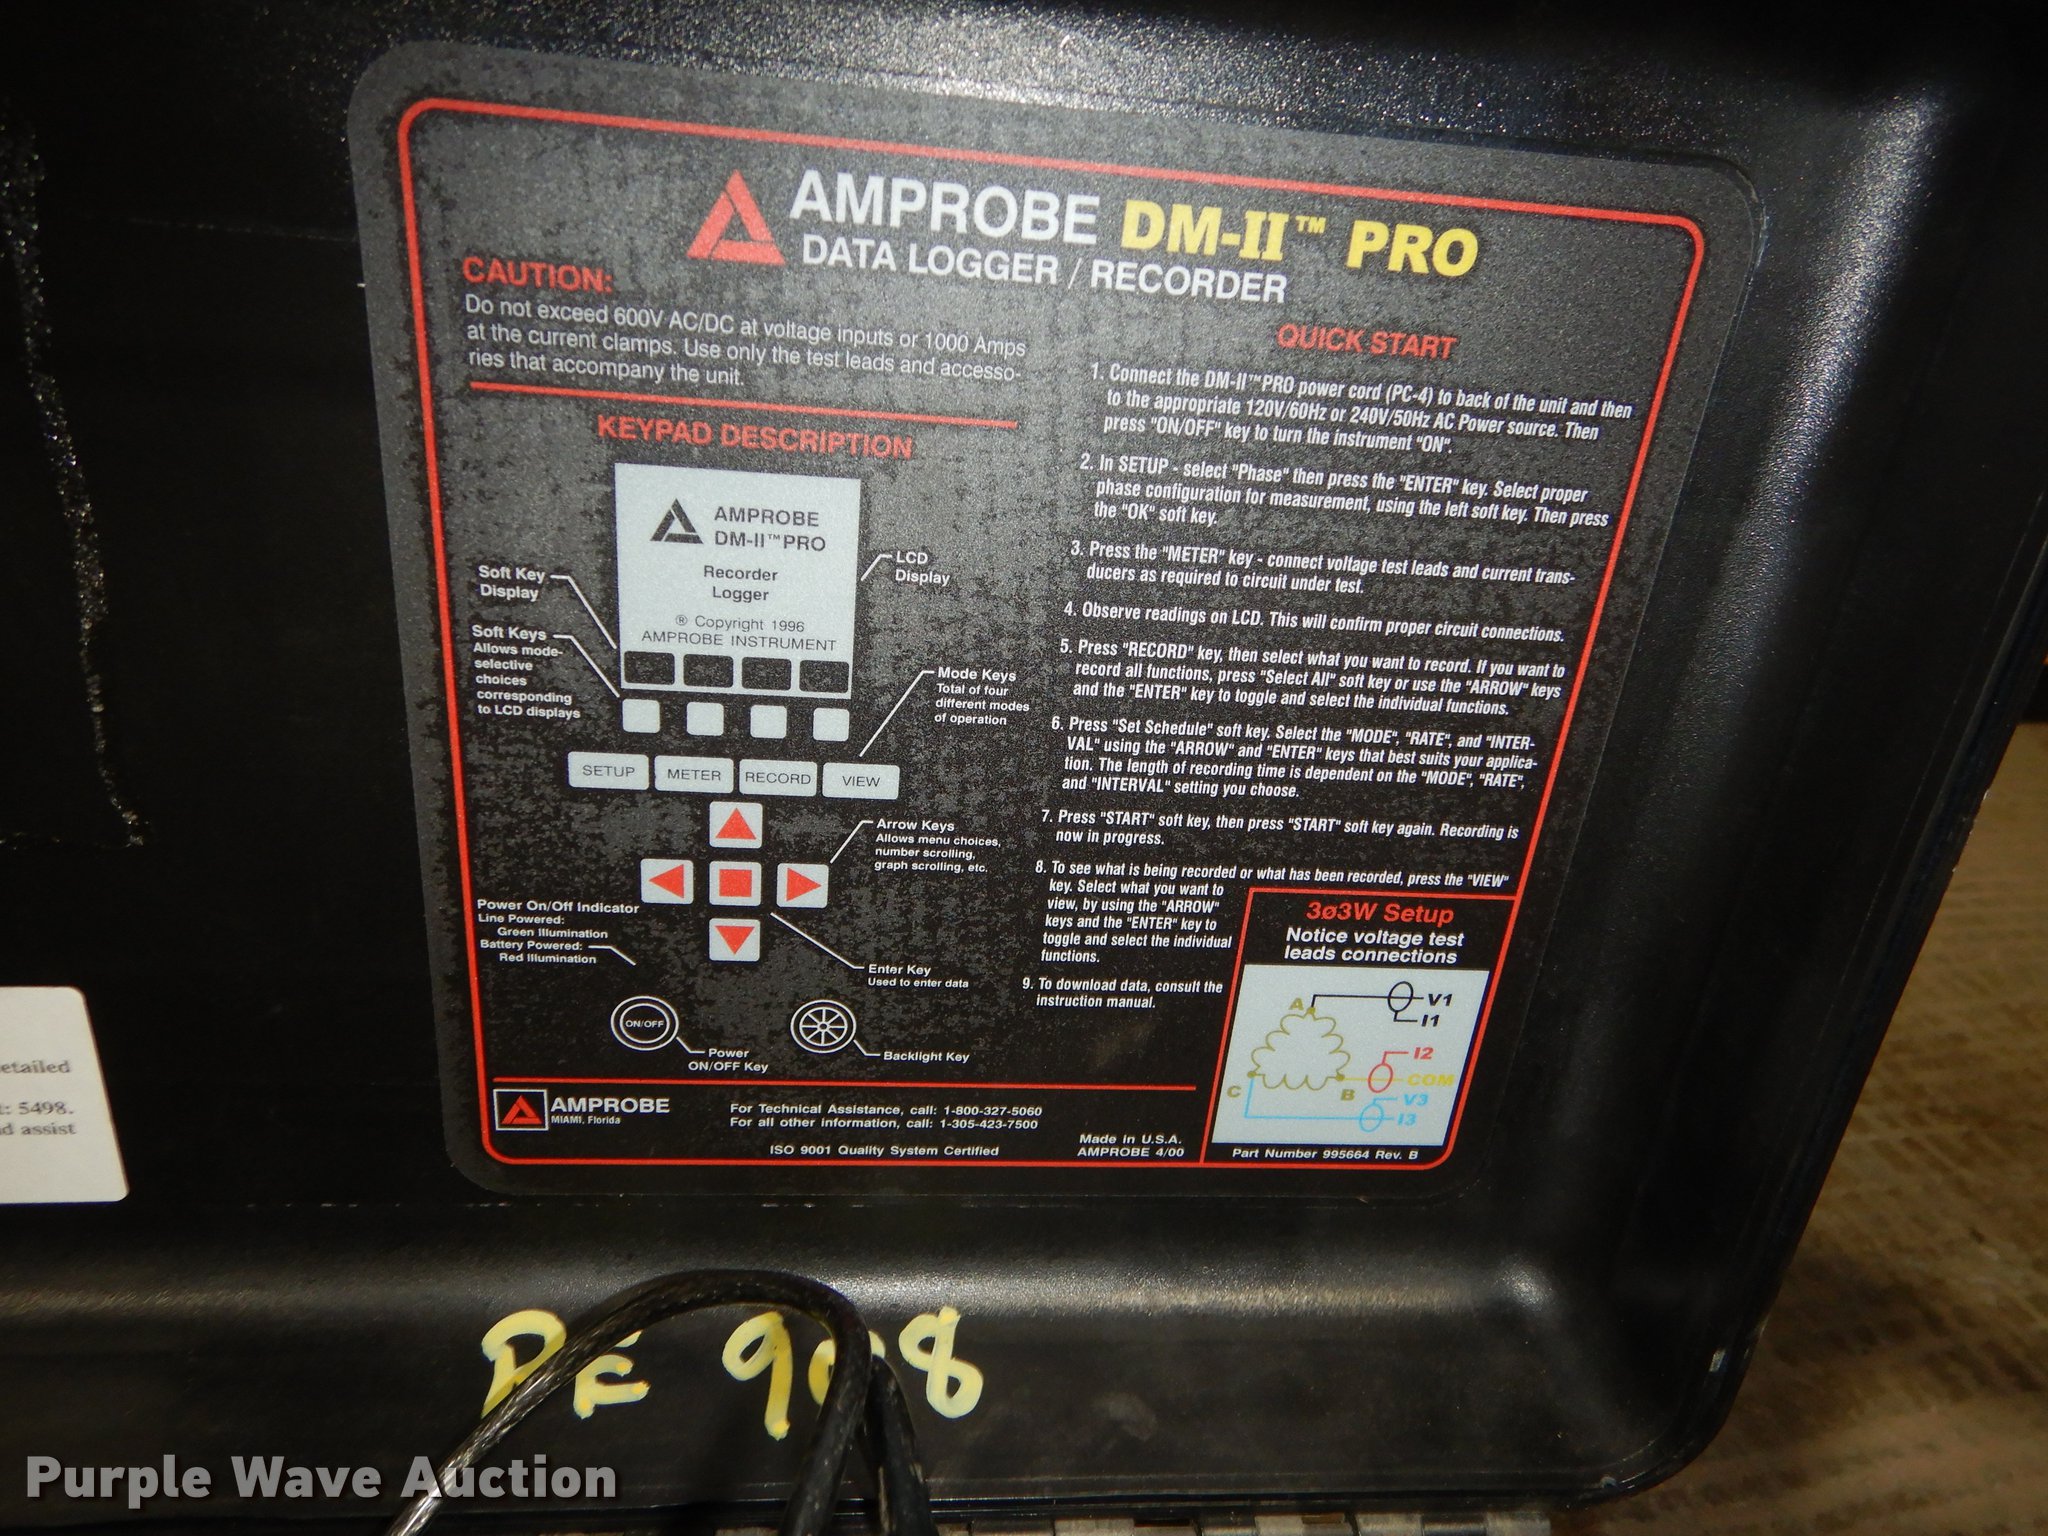 AMPROBE DM-II™ PRO
DATA LOGGER / RECORDER
CAUTION:
Do not exceed 600V AC/DC at voltage inputs or 1000 Amps
at the current clamps. Use only the test leads and accesso-
ries that accompany the unit.
KEYPAD DESCRIPTION
AMPROBE
DM-II™PRO
Recorder
Logger
® Copyright 1996
AMPROBE INSTRUMENT
LCD
Display
Soft Key
Display
Soft Keys
Allows mode-
selective
choices
corresponding
to LCD displays
Mode Keys
Total of four
different modes
of operation
SETUP
METER
RECORD
VIEW
Arrow Keys
Allows menu choices,
number scrolling,
graph scrolling, etc.
Power On/Off Indicator
Line Powered:
Green Illumination
Battery Powered:
Red Illumination
Enter Key
Used to enter data
ON/OFF
Power
ON/OFF Key
Backlight Key
QUICK START
1. Connect the DM-II™PRO power cord (PC-4) to back of the unit and then
to the appropriate 120V/60Hz or 240V/50Hz AC Power source. Then
press "ON/OFF" key to turn the instrument "ON".
2. In SETUP - select "Phase" then press the "ENTER" key. Select proper
phase configuration for measurement, using the left soft key. Then press
the "OK" soft key.
3. Press the "METER" key - connect voltage test leads and current trans-
ducers as required to circuit under test.
4. Observe readings on LCD. This will confirm proper circuit connections.
5. Press "RECORD" key, then select what you want to record. If you want to
record all functions, press "Select All" soft key or use the "ARROW" keys
and the "ENTER" key to toggle and select the individual functions.
6. Press "Set Schedule" soft key. Select the "MODE", "RATE", and "INTER-
VAL" using the "ARROW" and "ENTER" keys that best suits your applica-
tion. The length of recording time is dependent on the "MODE", "RATE",
and "INTERVAL" setting you choose.
7. Press "START" soft key, then press "START" soft key again. Recording is
now in progress.
8. To see what is being recorded or what has been recorded, press the "VIEW"
key. Select what you want to
view, by using the "ARROW"
keys and the "ENTER" key to
toggle and select the individual
functions.
9. To download data, consult the
instruction manual.
3ø3W Setup
Notice voltage test
leads connections
A
V1
I1
I2
COM
C
B
V3
I3
Part Number 995664 Rev. B
AMPROBE
MIAMI, Florida
For Technical Assistance, call: 1-800-327-5060
For all other information, call: 1-305-423-7500
ISO 9001 Quality System Certified
Made in U.S.A.
AMPROBE 4/00
etailed
t: 5498.
nd assist
Purple Wave Auction